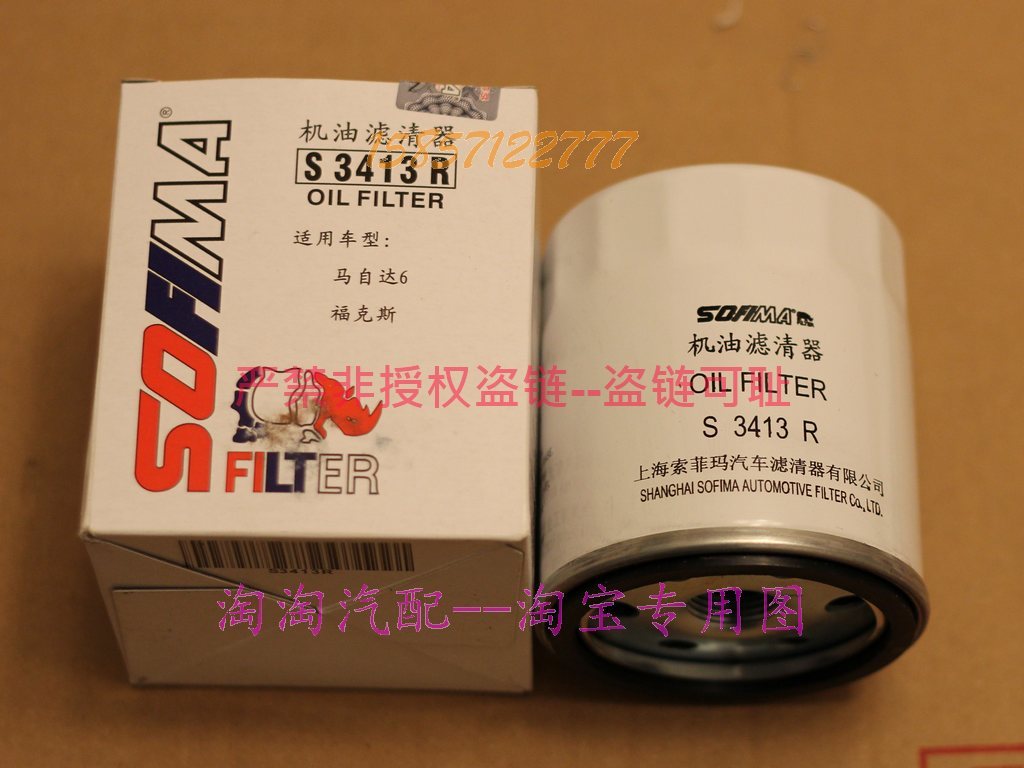 SOFIMA®
机油滤清器
S 3413 R
OIL FILTER
适用车型:
马自达6
福克斯
FILTER
S3413R
15857122777
SOFIMA
机油滤清器
OIL FILTER
S 3413 R
上海索菲玛汽车滤清器有限公司
SHANGHAI SOFIMA AUTOMOTIVE FILTER Co.,LTD.
严禁非授权盗链--盗链可耻
淘淘汽配--淘宝专用图